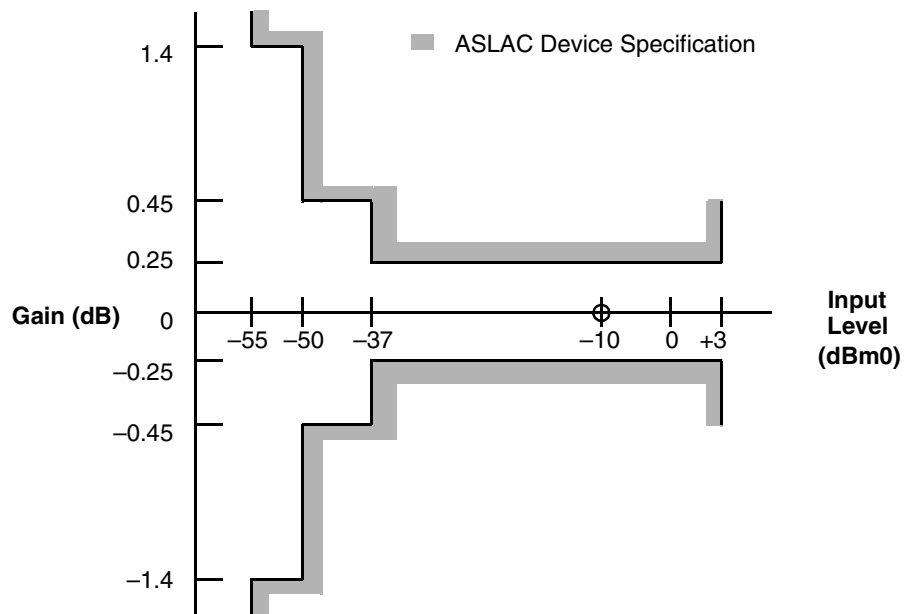 ASLAC Device Specification
1.4
0.45
0.25
Gain (dB)
0
−55
−50
−37
−10
0
+3
Input
Level
(dBm0)
−0.25
−0.45
−1.4